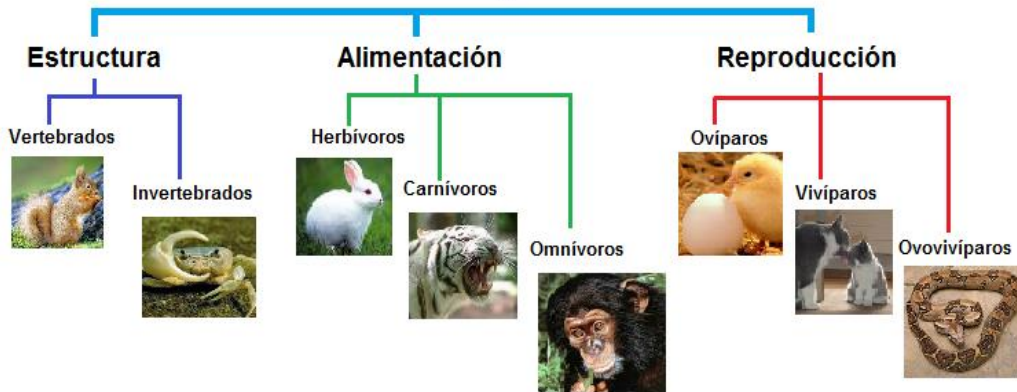 Estructura
Alimentación
Reproducción
Vertebrados
Invertebrados
Herbívoros
Carnívoros
Omnívoros
Ovíparos
Vivíparos
Ovovivíparos